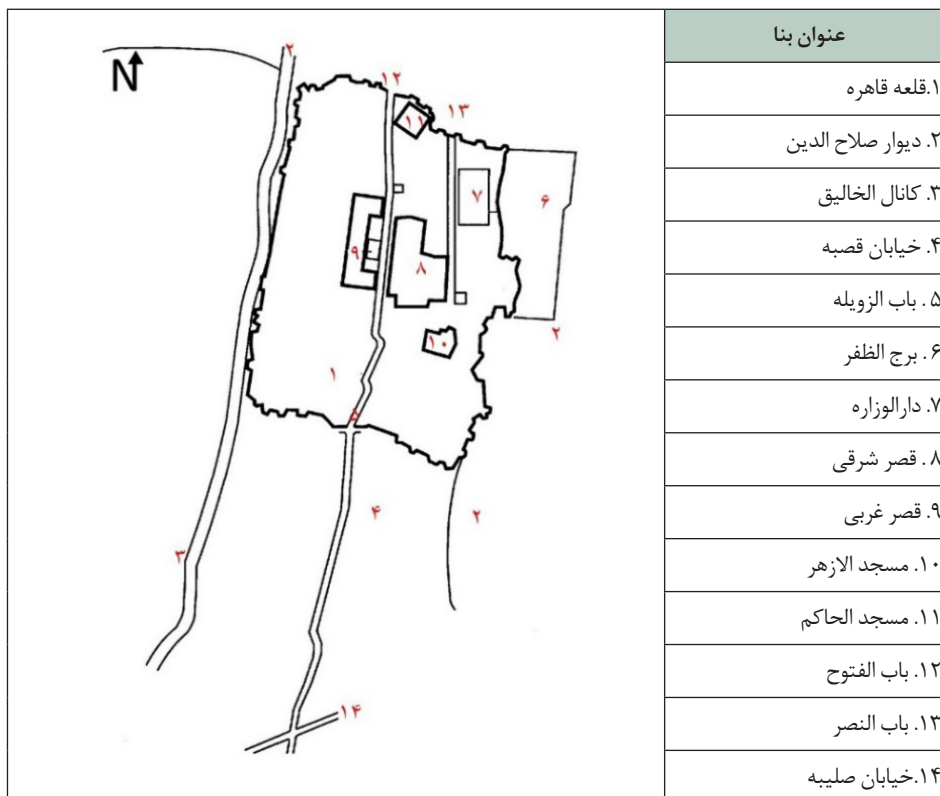 عنوان بنا
۱.قلعه قاهره
۲. دیوار صلاح الدین
۳. کانال الخالیق
۴. خیابان قصبه
۵. باب الزویله
۶. برج الظفر
۷. دارالوزاره
۸. قصر شرقی
۹. قصر غربی
۱۰. مسجد الازهر
۱۱. مسجد الحاکم
۱۲. باب الفتوح
۱۳. باب النصر
۱۴.خیابان صلیبه
N
۲
۱۲
۱۳
۱۱
۷
۶
۹
۸
۲
۱۰
۱
۵
۴
۲
۳
۱۴